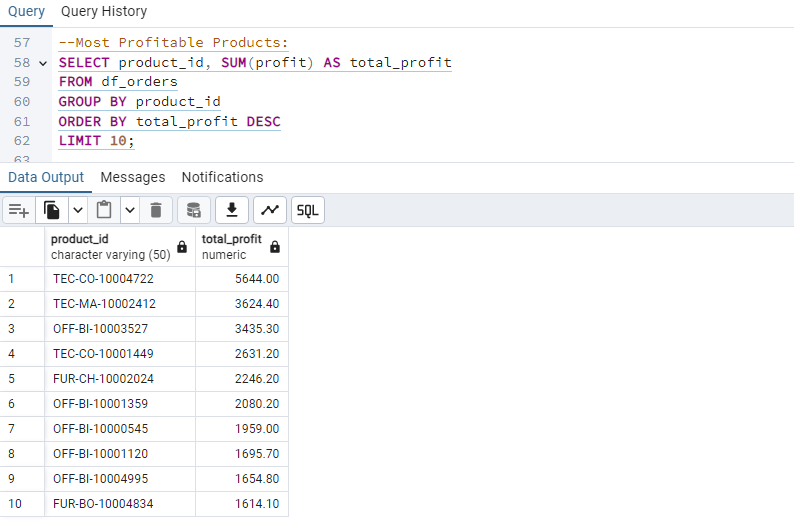 Query Query History
57 --Most Profitable Products:
58 SELECT product_id, SUM(profit) AS total_profit
59 FROM df_orders
60 GROUP BY product_id
61 ORDER BY total_profit DESC
62 LIMIT 10;
63
Data Output Messages Notifications
SQL
product_id total_profit
character varying (50) numeric
1 TEC-CO-10004722 5644.00
2 TEC-MA-10002412 3624.40
3 OFF-BI-10003527 3435.30
4 TEC-CO-10001449 2631.20
5 FUR-CH-10002024 2246.20
6 OFF-BI-10001359 2080.20
7 OFF-BI-10000545 1959.00
8 OFF-BI-10001120 1695.70
9 OFF-BI-10004995 1654.80
10 FUR-BO-10004834 1614.10